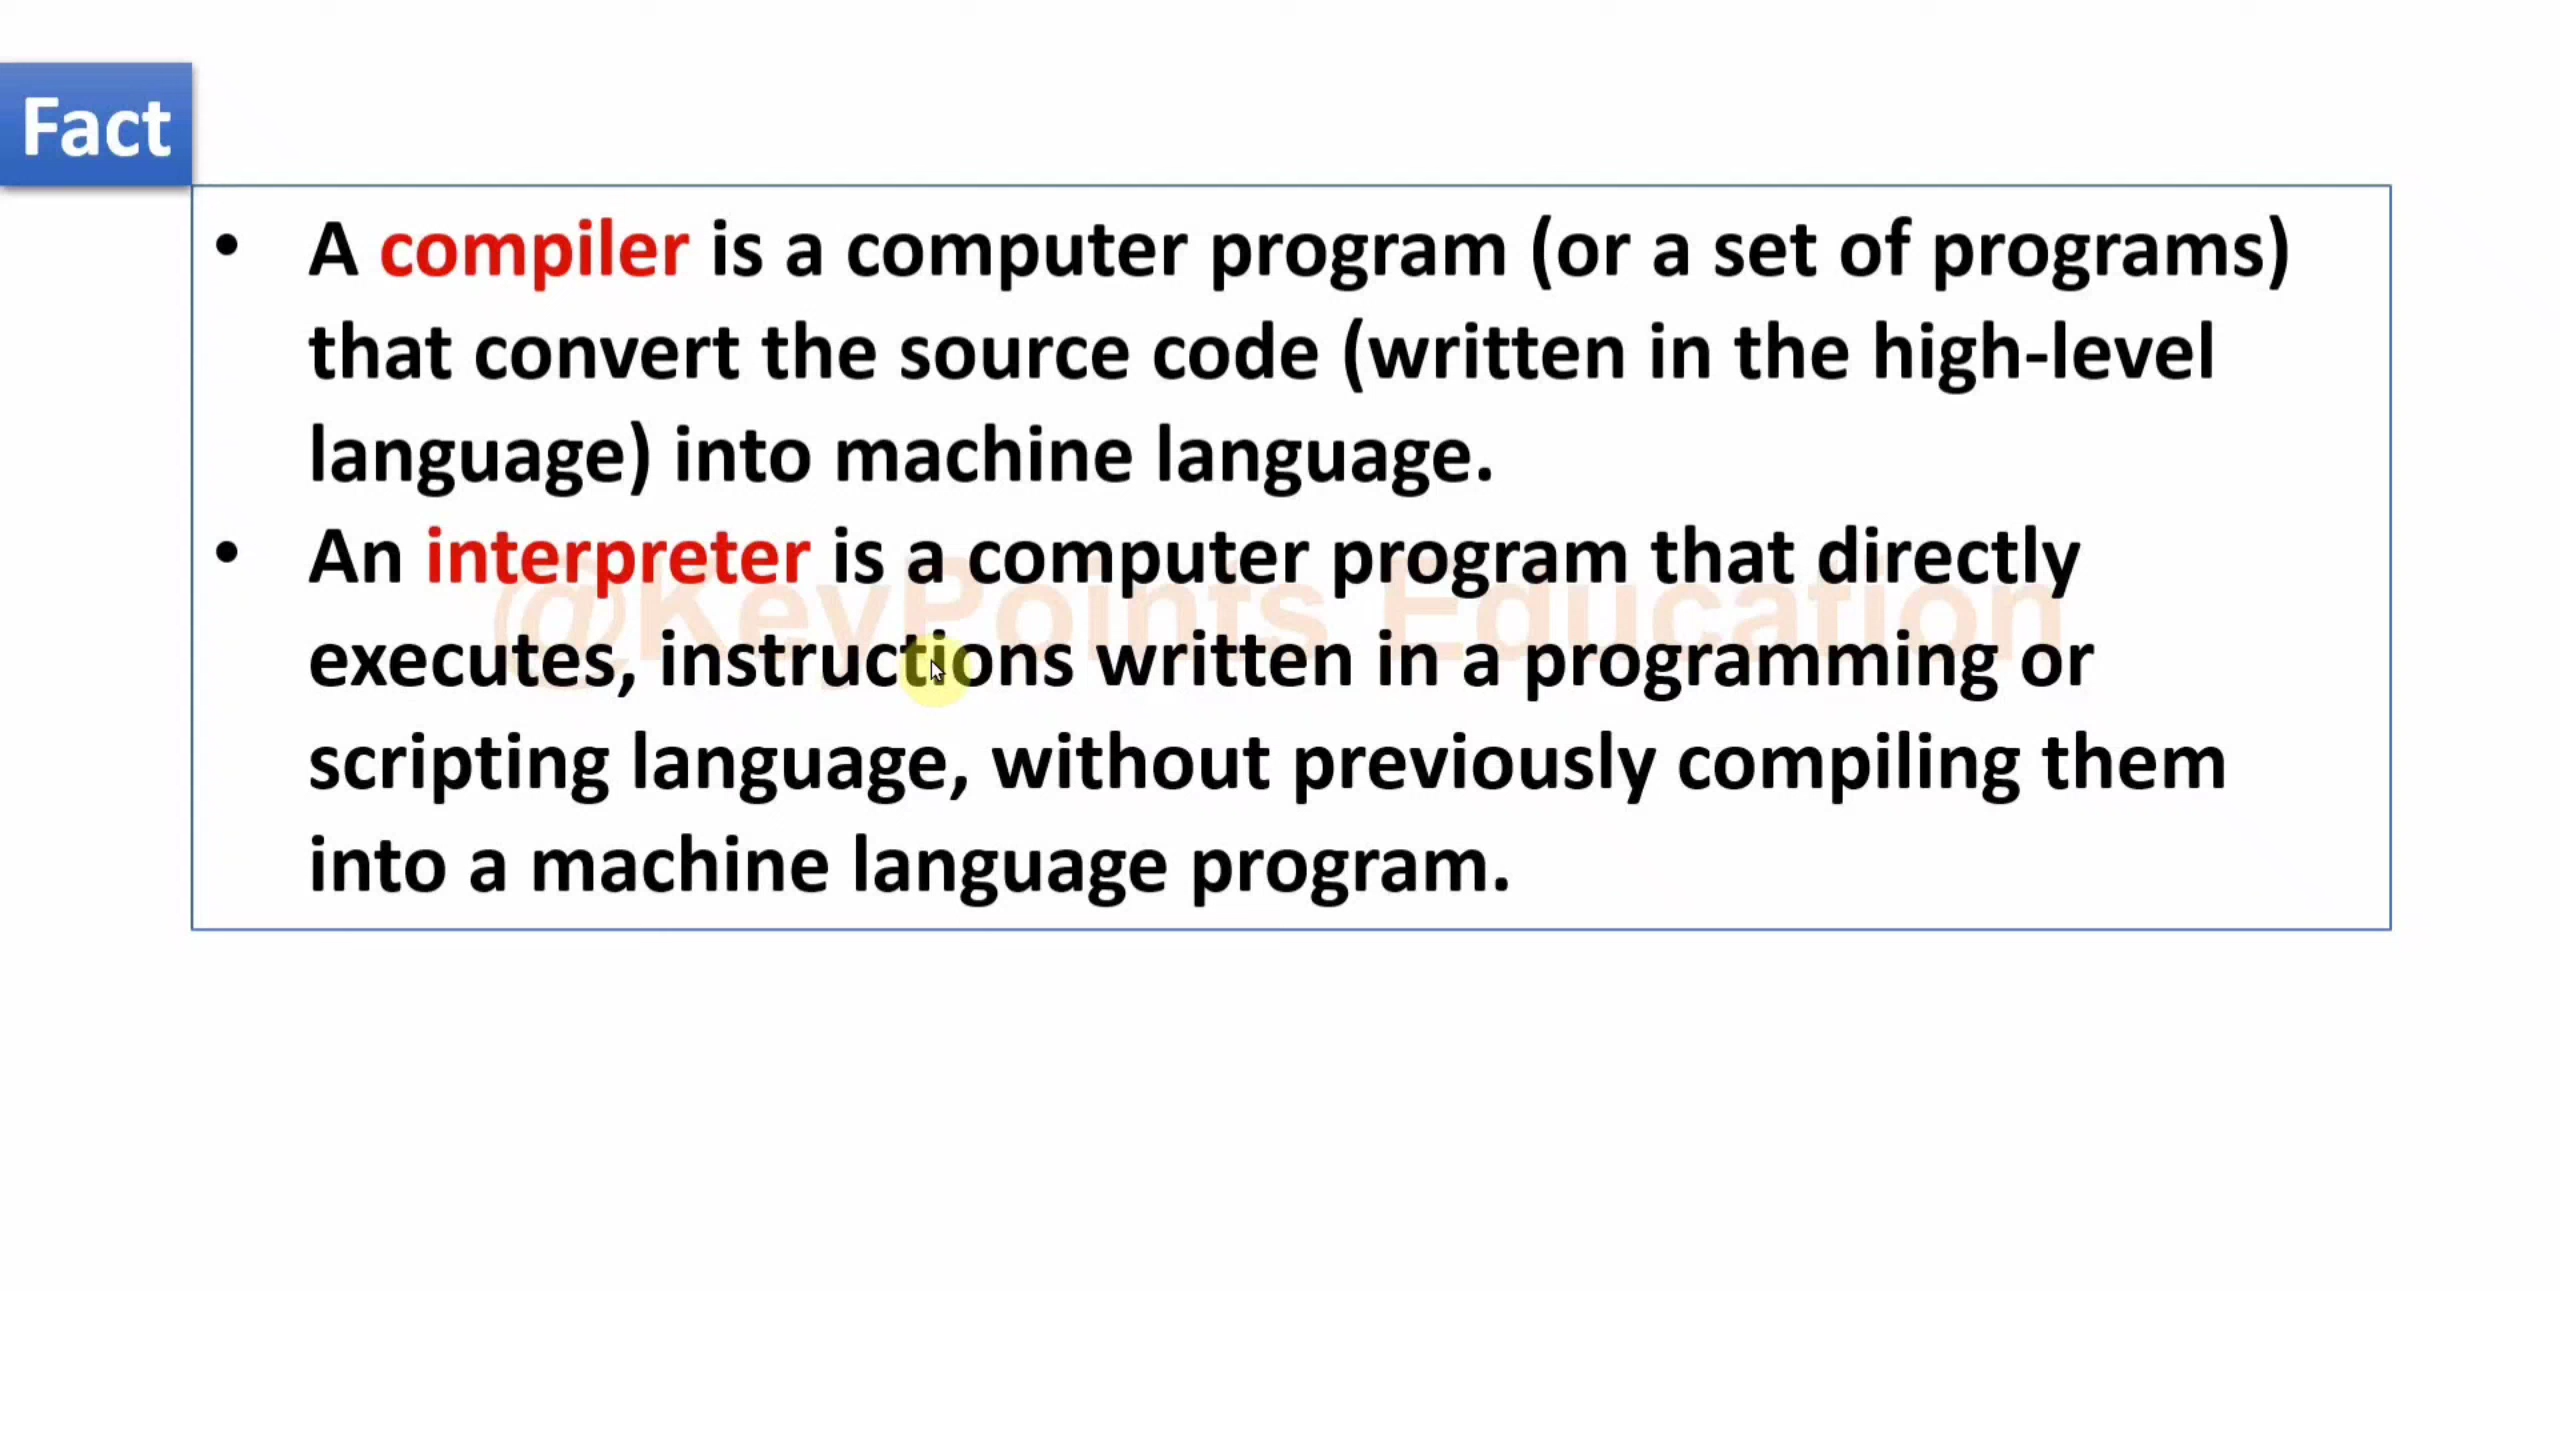 Fact
• A compiler is a computer program (or a set of programs)
that convert the source code (written in the high-level
language) into machine language.
• An interpreter is a computer program that directly
@KeyPoints Education
executes, instructions written in a programming or
scripting language, without previously compiling them
into a machine language program.